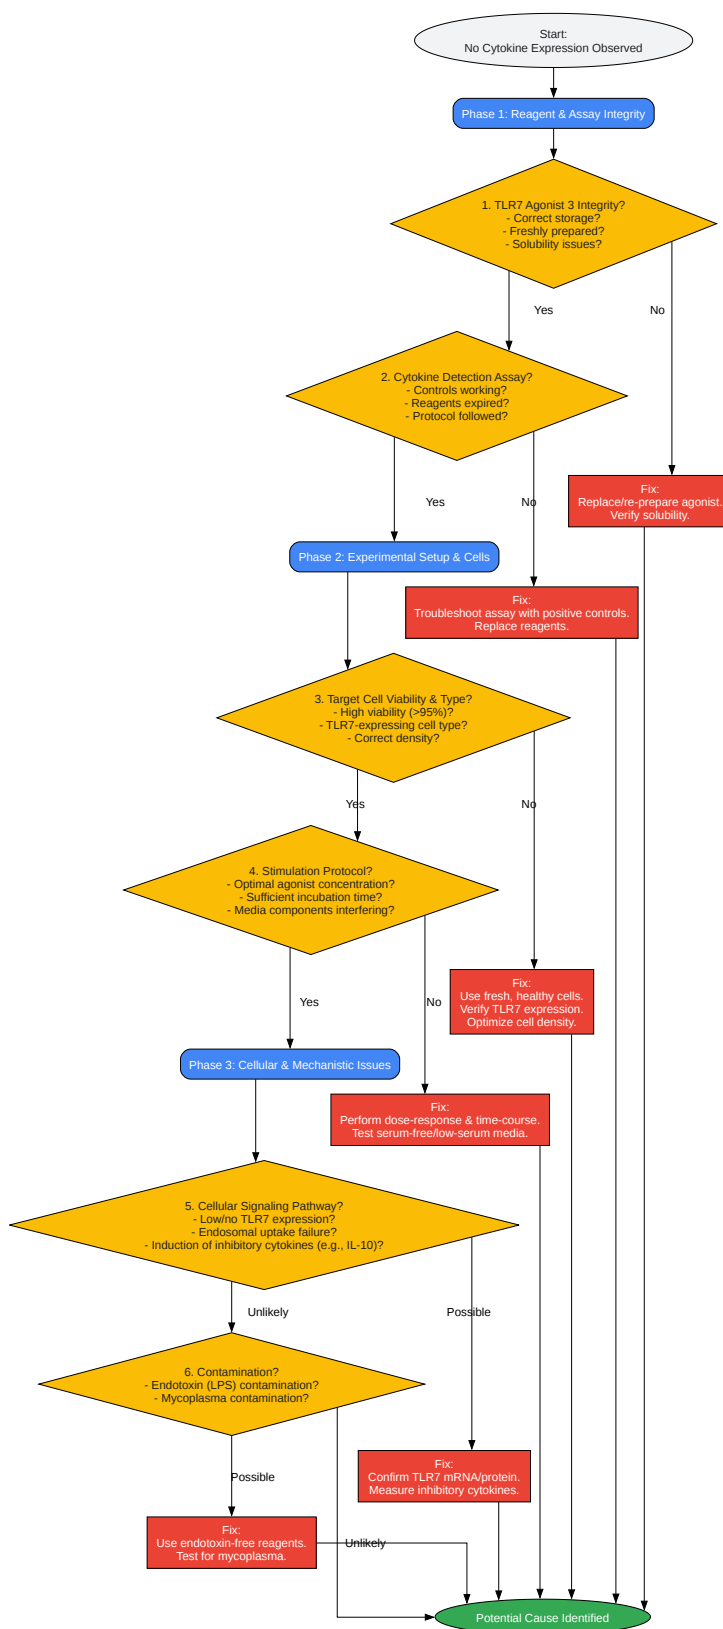 Start:
No Cytokine Expression Observed
Phase 1: Reagent & Assay Integrity
1. TLR7 Agonist 3 Integrity?
- Correct storage?
- Freshly prepared?
- Solubility issues?
Yes
No
2. Cytokine Detection Assay?
- Controls working?
- Reagents expired?
- Protocol followed?
Yes
No
Fix:
Replace/re-prepare agonist.
Verify solubility.
Phase 2: Experimental Setup & Cells
Fix:
Troubleshoot assay with positive controls.
Replace reagents.
3. Target Cell Viability & Type?
- High viability (>95%)?
- TLR7-expressing cell type?
- Correct density?
Yes
No
4. Stimulation Protocol?
- Optimal agonist concentration?
- Sufficient incubation time?
- Media components interfering?
Yes
No
Fix:
Use fresh, healthy cells.
Verify TLR7 expression.
Optimize cell density.
Phase 3: Cellular & Mechanistic Issues
Fix:
Perform dose-response & time-course.
Test serum-free/low-serum media.
5. Cellular Signaling Pathway?
- Low/no TLR7 expression?
- Endosomal uptake failure?
- Induction of inhibitory cytokines (e.g., IL-10)?
Unlikely
Possible
6. Contamination?
- Endotoxin (LPS) contamination?
- Mycoplasma contamination?
Possible
Fix:
Confirm TLR7 mRNA/protein.
Measure inhibitory cytokines.
Fix:
Use endotoxin-free reagents.
Test for mycoplasma.
Unlikely
Potential Cause Identified